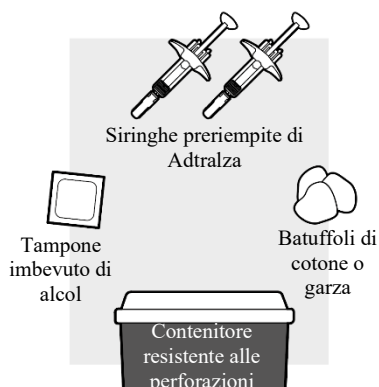 Siringhe preriempite di
Adtralza
Tampone
imbevuto di
alcol
Batuffoli di
cotone o
garza
Contenitore
resistente alle
perforazioni